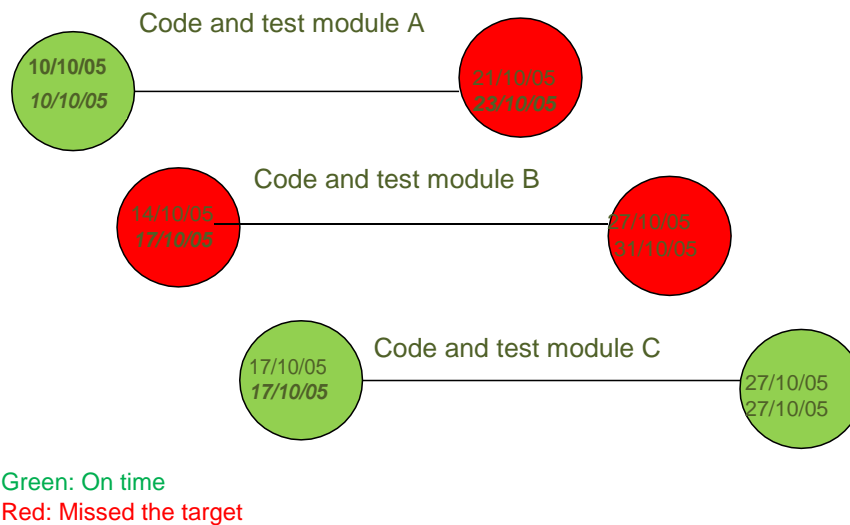 Code and test module A
10/10/05
10/10/05
21/10/05
23/10/05
Code and test module B
14/10/05
17/10/05
27/10/05
31/10/05
Code and test module C
17/10/05
17/10/05
27/10/05
27/10/05
Green: On time
Red: Missed the target